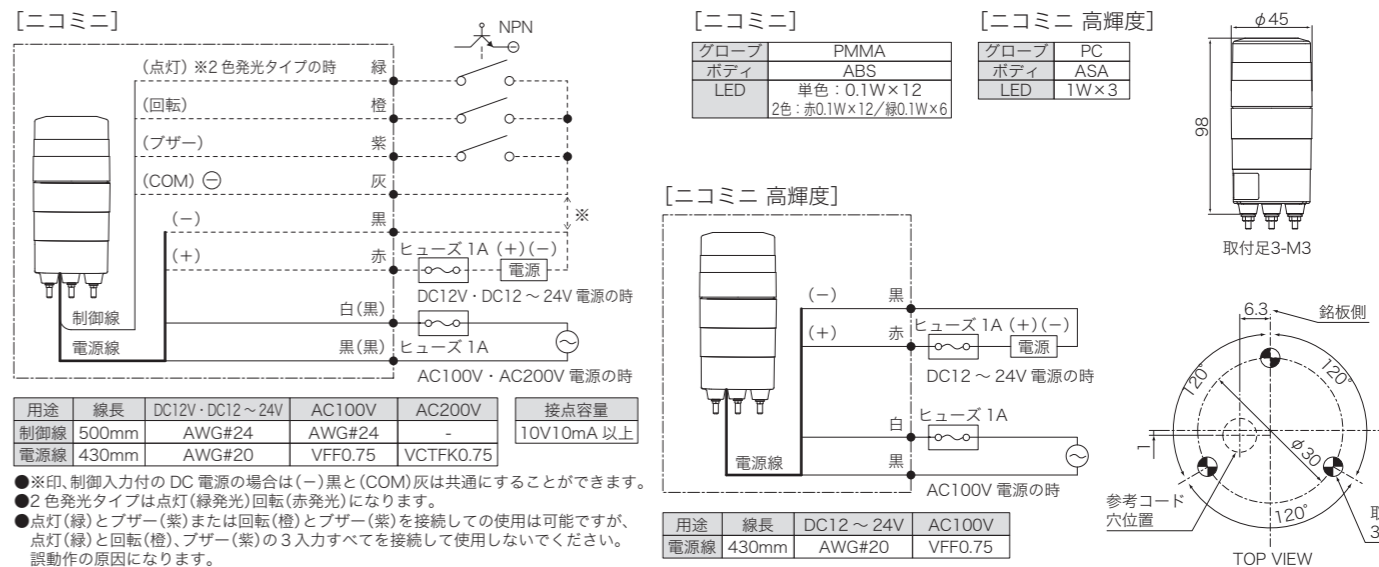 [ニコミニ]
NPN
(点灯) ※2色発光タイプの時 緑
(回転) 橙
(ブザー) 紫
(COM) ⊖ 灰
※
(−) 黒
(+) 赤
ヒューズ 1A (+)(−)
電源
DC12V・DC12 ～ 24V 電源の時
制御線
白(黒)
電源線
黒(黒) ヒューズ 1A
AC100V・AC200V 電源の時
用途 線長 DC12V・DC12 ～ 24V AC100V AC200V
制御線 500mm AWG#24 AWG#24 -
電源線 430mm AWG#20 VFF0.75 VCTFK0.75
接点容量
10V10mA 以上
●※印、制御入力付の DC 電源の場合は(−)黒と(COM)灰は共通にすることができます。
●2 色発光タイプは点灯(緑発光)回転(赤発光)になります。
●点灯(緑)とブザー(紫)または回転(橙)とブザー(紫)を接続しての使用は可能ですが、
点灯(緑)と回転(橙)、ブザー(紫)の3入力すべてを接続して使用しないでください。
誤動作の原因になります。
[ニコミニ]
グローブ PMMA
ボディ ABS
LED 単色：0.1W×12
2色：赤0.1W×12／緑0.1W×6
[ニコミニ 高輝度]
グローブ PC
ボディ ASA
LED 1W×3
[ニコミニ 高輝度]
(−) 黒
(+) 赤
ヒューズ 1A (+)(−)
電源
DC12 ～ 24V 電源の時
白 ヒューズ 1A
電源線
黒
AC100V 電源の時
用途 線長 DC12 ～ 24V AC100V
電源線 430mm AWG#20 VFF0.75
φ45
98
取付足3-M3
6.3 銘板側
120°
120°
1
φ30
参考コード
穴位置
120°
取
3
TOP VIEW